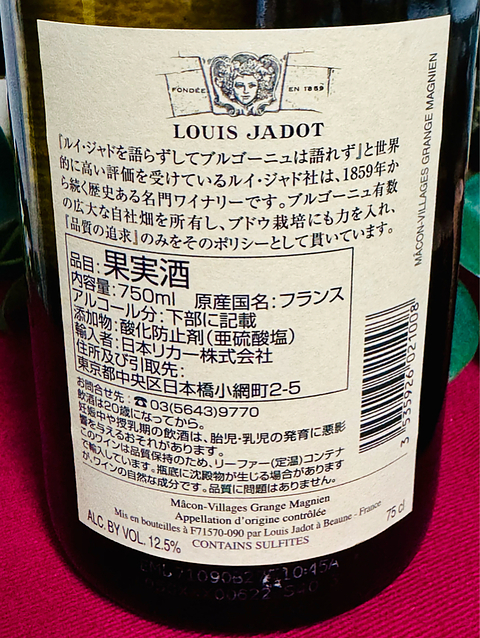 FONDÉE EN 1859
LOUIS JADOT
『ルイ・ジャドを語らずしてブルゴーニュは語れず』と世界
的に高い評価を受けているルイ・ジャド社は、1859年か
ら続く歴史ある名門ワイナリーです。ブルゴーニュ有数
の広大な自社畑を所有し、ブドウ栽培にも力を入れ、
『品質の追求』のみをそのポリシーとして貫いています。
品目:果実酒
内容量:750ml 原産国名:フランス
アルコール分:下部に記載
添加物:酸化防止剤(亜硫酸塩)
輸入者:日本リカー株式会社
住所及び引取先:
東京都中央区日本橋小網町2-5
お問合せ先:☎03(5643)9770
飲酒は20歳になってから。
妊娠中や授乳期の飲酒は、胎児・乳児の発育に悪影
響を与えるおそれがあります。
このワインは品質保持のため、リーファー(定温)コンテナ
で輸入しています。瓶底に沈殿物が生じる場合があります
が、ワインの自然な成分です。品質に問題はありません。
Mâcon-Villages Grange Magnien
Appellation d'origine contrôlée
Mis en bouteilles à F71570-090 par Louis Jadot à Beaune - France
ALC. BY VOL. 12.5%
CONTAINS SULFITES
75 cl
MÂCON-VILLAGES GRANGE MAGNIEN
3 535926 021008